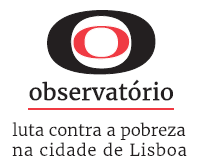 observatório
luta contra a pobreza
na cidade de Lisboa